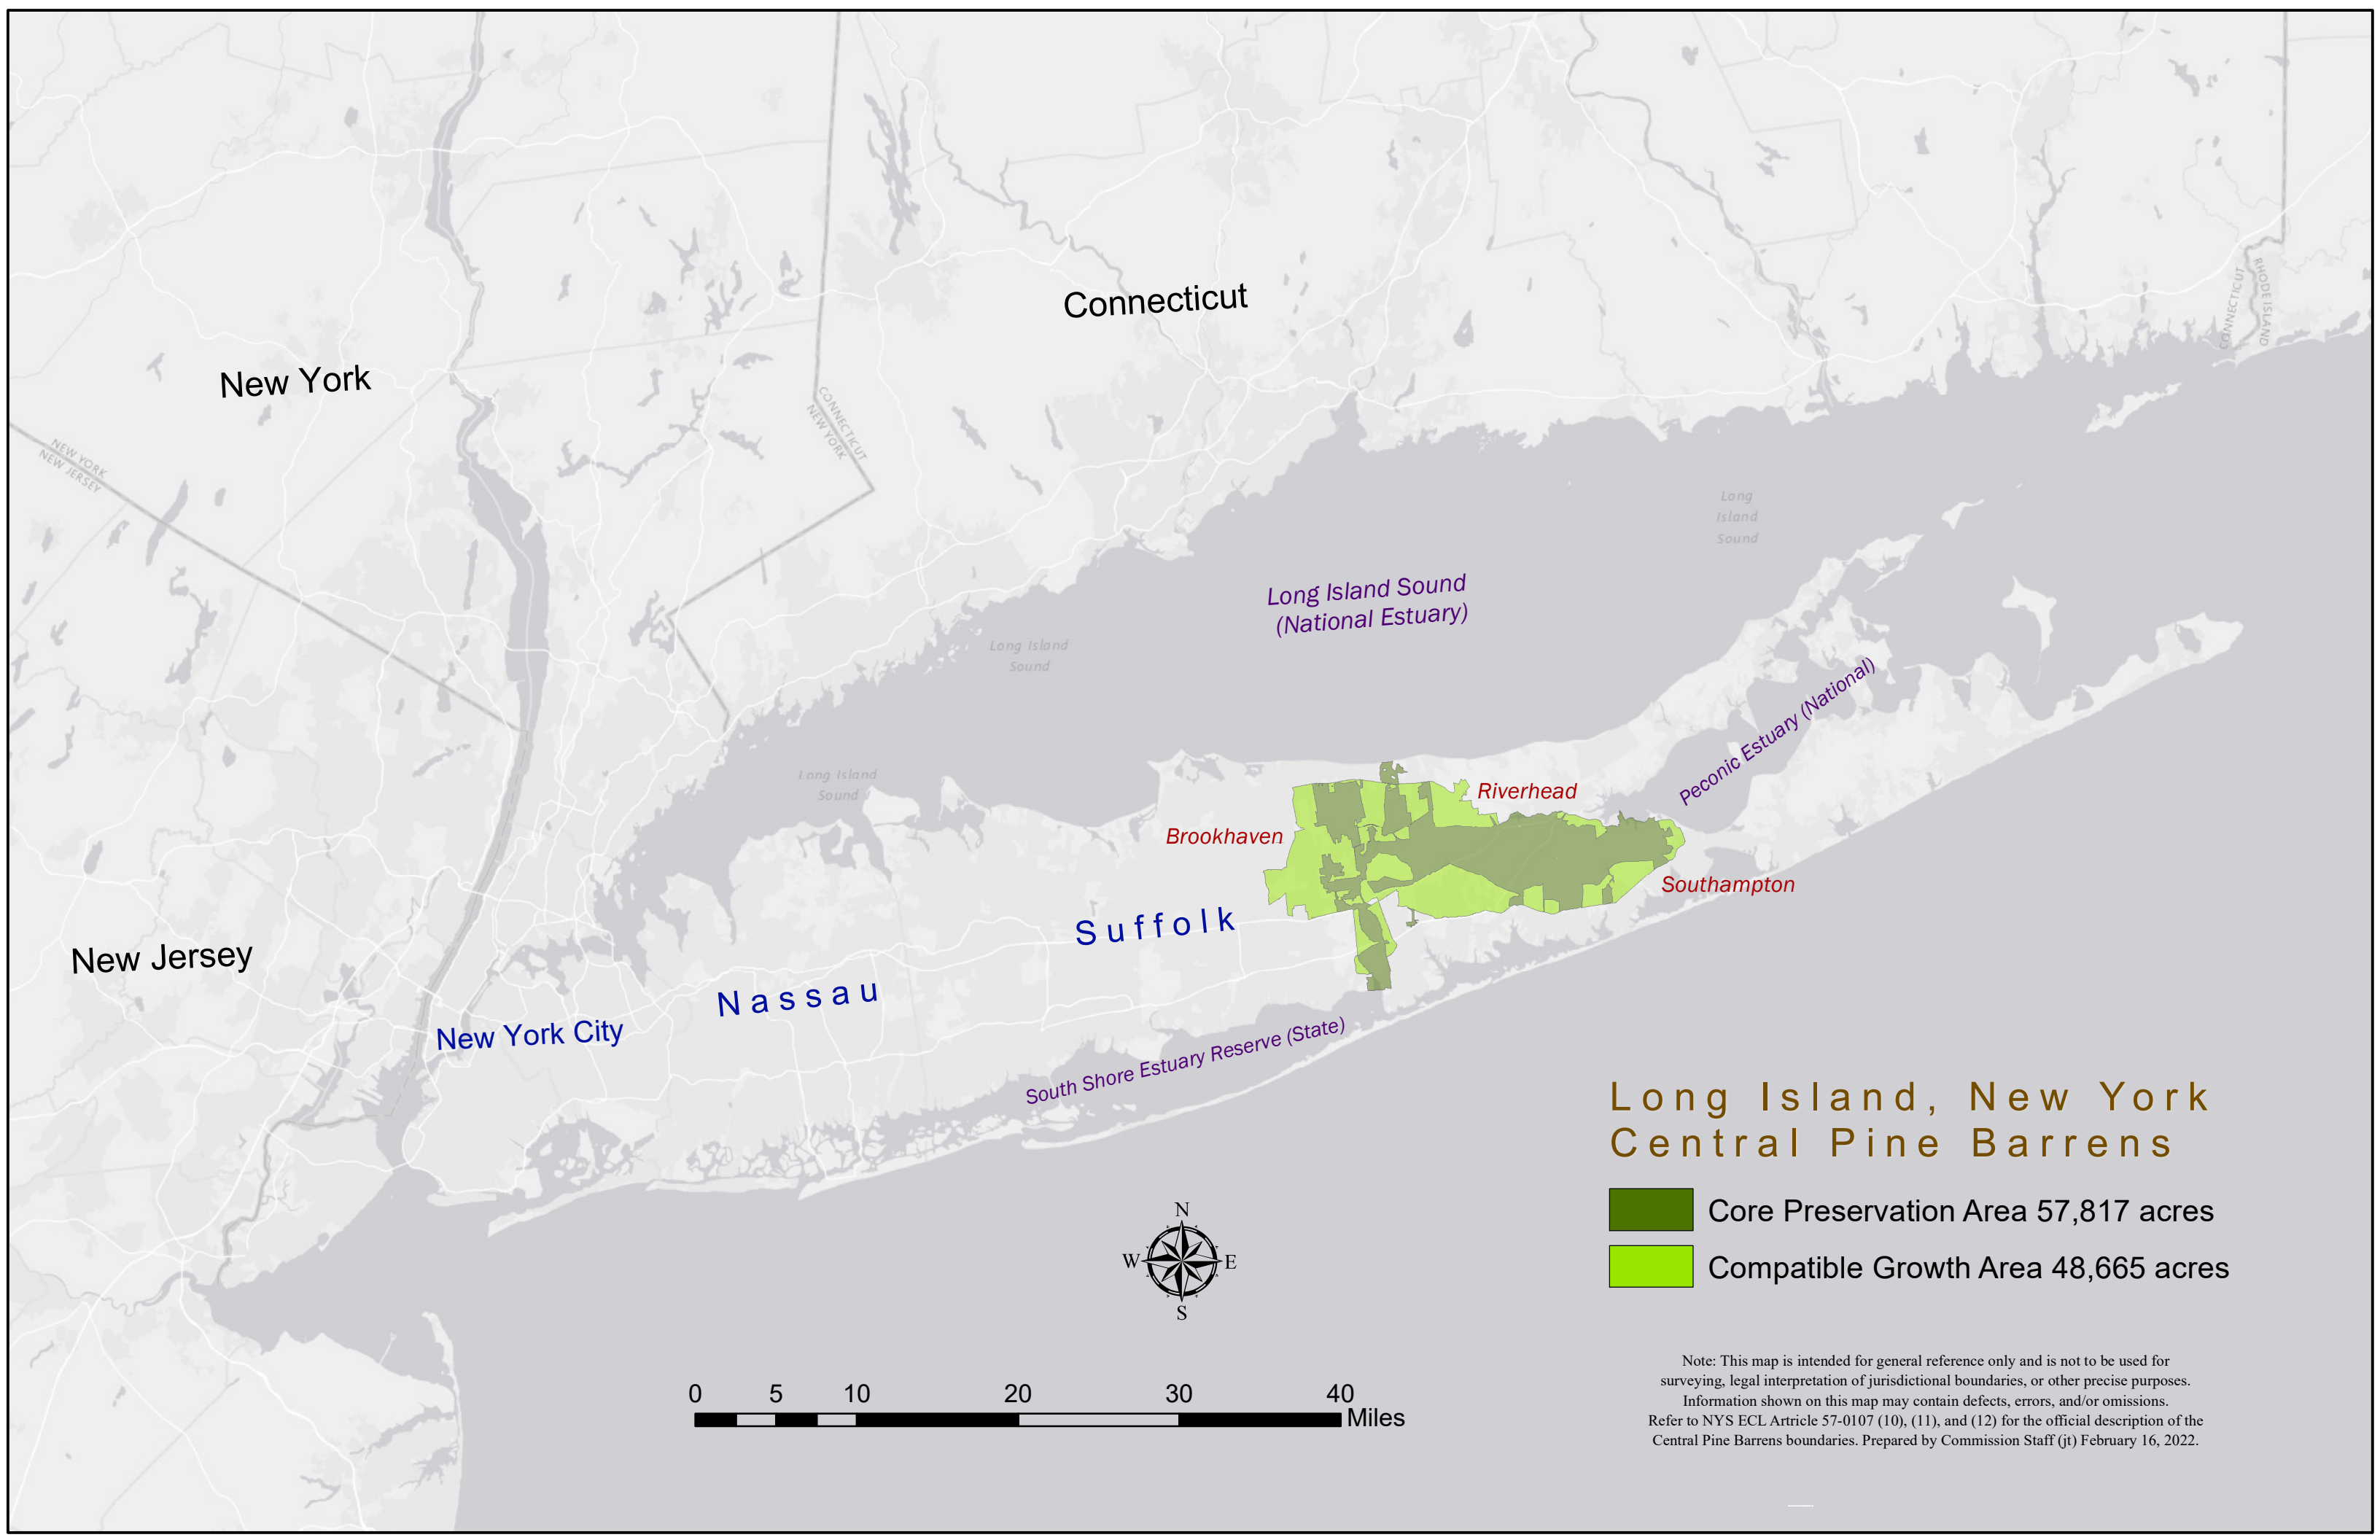 Connecticut
New York
CONNECTICUT
RHODE ISLAND
CONNECTICUT
NEW YORK
NEW YORK
NEW JERSEY
Long
Island
Sound
Long Island Sound
(National Estuary)
Long Island
Sound
Peconic Estuary (National)
Long Island
Sound
Riverhead
Brookhaven
Southampton
Suffolk
New Jersey
Nassau
New York City
South Shore Estuary Reserve (State)
Long Island, New York
Central Pine Barrens
Core Preservation Area 57,817 acres
Compatible Growth Area 48,665 acres
N
W E
S
0 5 10 20 30 40
Miles
Note: This map is intended for general reference only and is not to be used for
surveying, legal interpretation of jurisdictional boundaries, or other precise purposes.
Information shown on this map may contain defects, errors, and/or omissions.
Refer to NYS ECL Artricle 57-0107 (10), (11), and (12) for the official description of the
Central Pine Barrens boundaries. Prepared by Commission Staff (jt) February 16, 2022.